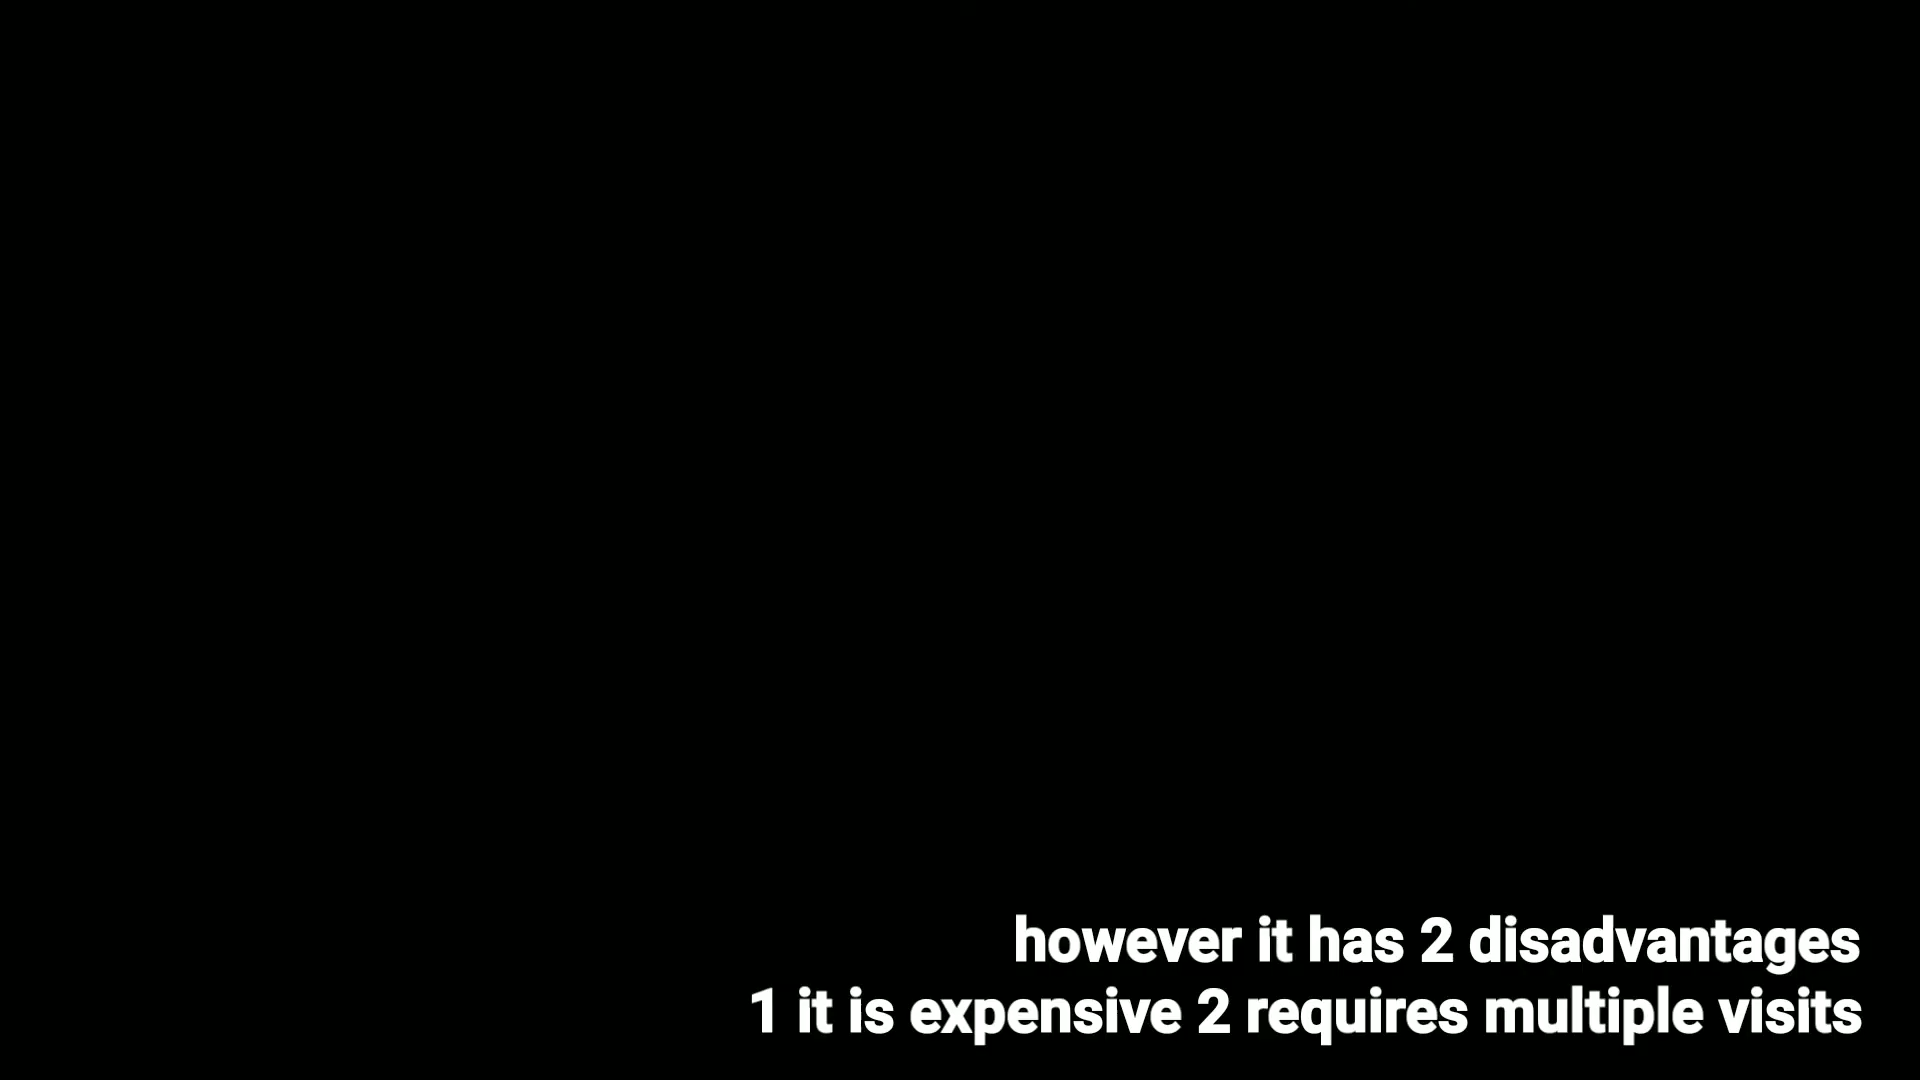 however it has 2 disadvantages
1 it is expensive 2 requires multiple visits